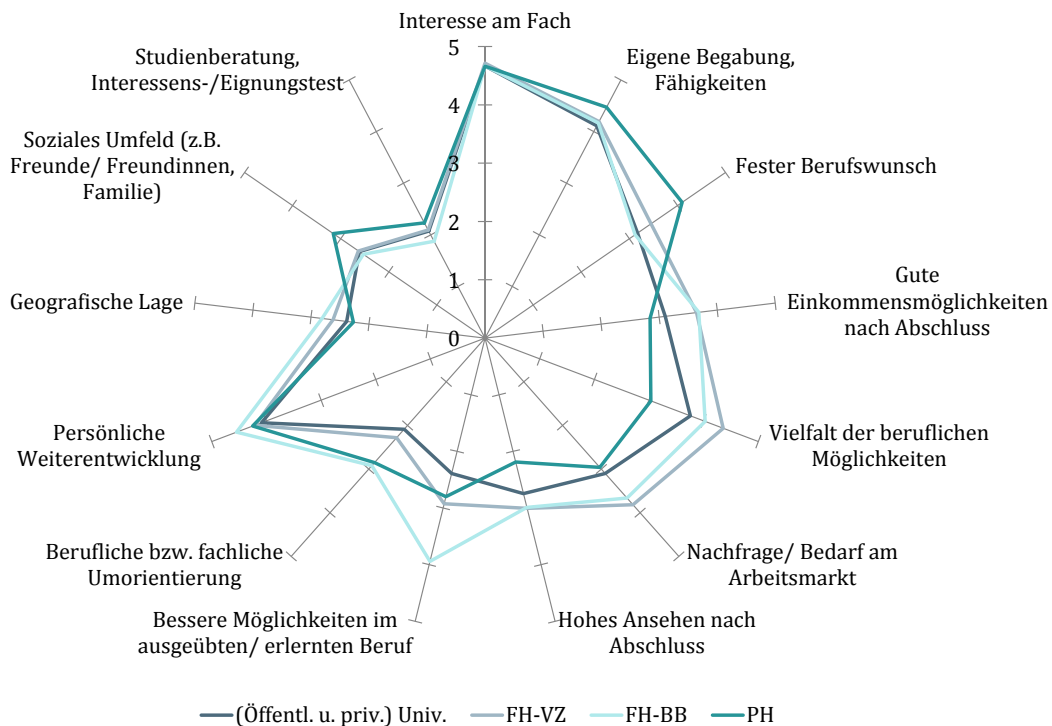 Interesse am Fach
Eigene Begabung,
Fähigkeiten
Fester Berufswunsch
Gute
Einkommensmöglichkeiten
nach Abschluss
Vielfalt der beruflichen
Möglichkeiten
Nachfrage/ Bedarf am
Arbeitsmarkt
Hohes Ansehen nach
Abschluss
Bessere Möglichkeiten im
ausgeübten/ erlernten Beruf
Berufliche bzw. fachliche
Umorientierung
Persönliche
Weiterentwicklung
Geografische Lage
Soziales Umfeld (z.B.
Freunde/ Freundinnen,
Familie)
Studienberatung,
Interessens-/Eignungstest
5
4
3
2
1
0
(Öffentl. u. priv.) Univ.
FH-VZ
FH-BB
PH